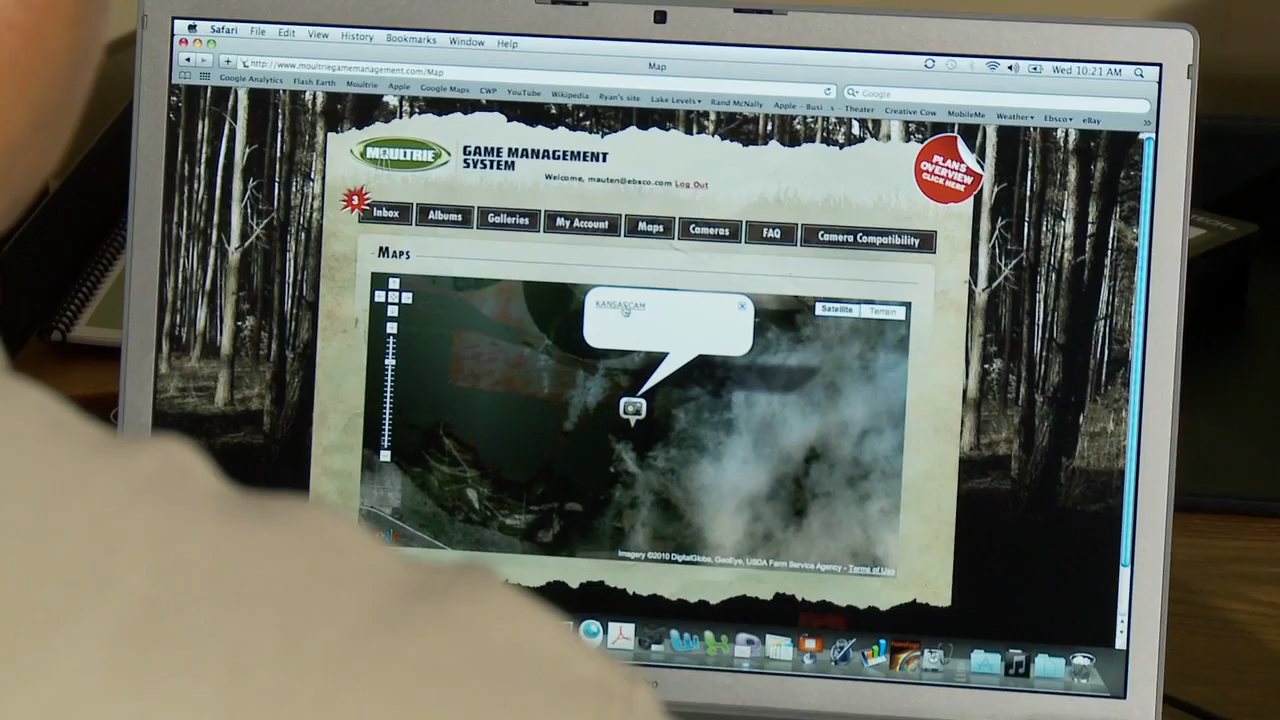 Safari File Edit View History Bookmarks Window Help Wed 10:21 AM
Map
http://www.moultriegamemanagement.com/Map Google
Google Analytics Flash Earth Moultrie Apple Google Maps CWP YouTube Wikipedia Ryan's site Lake Levels Rand McNally Apple - Busi...s - Theater Creative Cow MobileMe Weather Ebsco eBay
MOULTRIE
GAME MANAGEMENT
SYSTEM
PLANS
OVERVIEW
CLICK HERE
Welcome, mauten@ebsco.com Log Out
3
Inbox Albums Galleries My Account Maps Cameras FAQ Camera Compatibility
MAPS
KANSASCAM
Satellite Terrain
Imagery ©2010 DigitalGlobe, GeoEye, USDA Farm Service Agency - Terms of Use